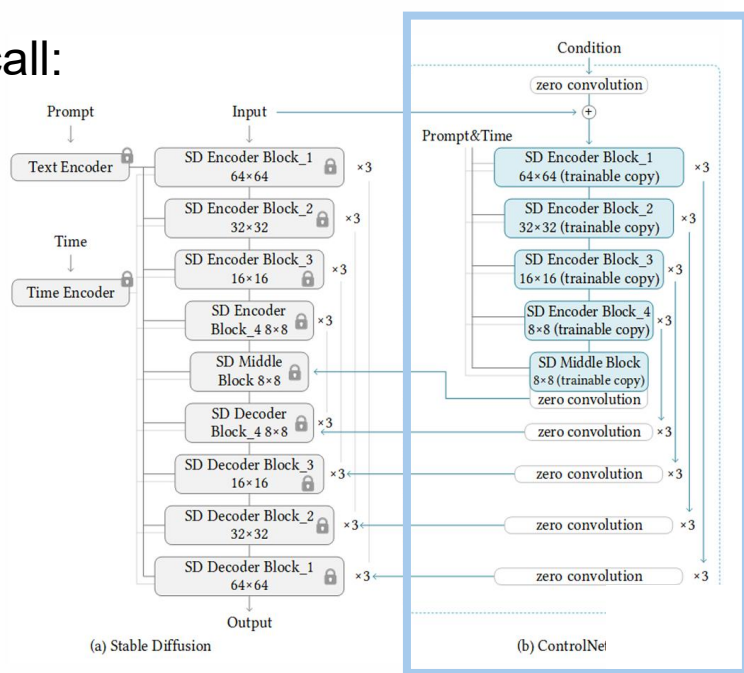 call:
Prompt
Input
Text Encoder
SD Encoder Block_1
64×64
×3
SD Encoder Block_2
32×32
×3
Time
SD Encoder Block_3
16×16
×3
Time Encoder
SD Encoder
Block_4 8×8
×3
SD Middle
Block 8×8
SD Decoder
Block_4 8×8
×3
SD Decoder Block_3
16×16
×3
SD Decoder Block_2
32×32
×3
SD Decoder Block_1
64×64
×3
Output
(a) Stable Diffusion
Condition
zero convolution
+
Prompt&Time
SD Encoder Block_1
64×64 (trainable copy)
×3
SD Encoder Block_2
32×32 (trainable copy)
×3
SD Encoder Block_3
16×16 (trainable copy)
×3
SD Encoder Block_4
8×8 (trainable copy)
×3
SD Middle Block
8×8 (trainable copy)
zero convolution
zero convolution
×3
zero convolution
×3
zero convolution
×3
zero convolution
×3
(b) ControlNet